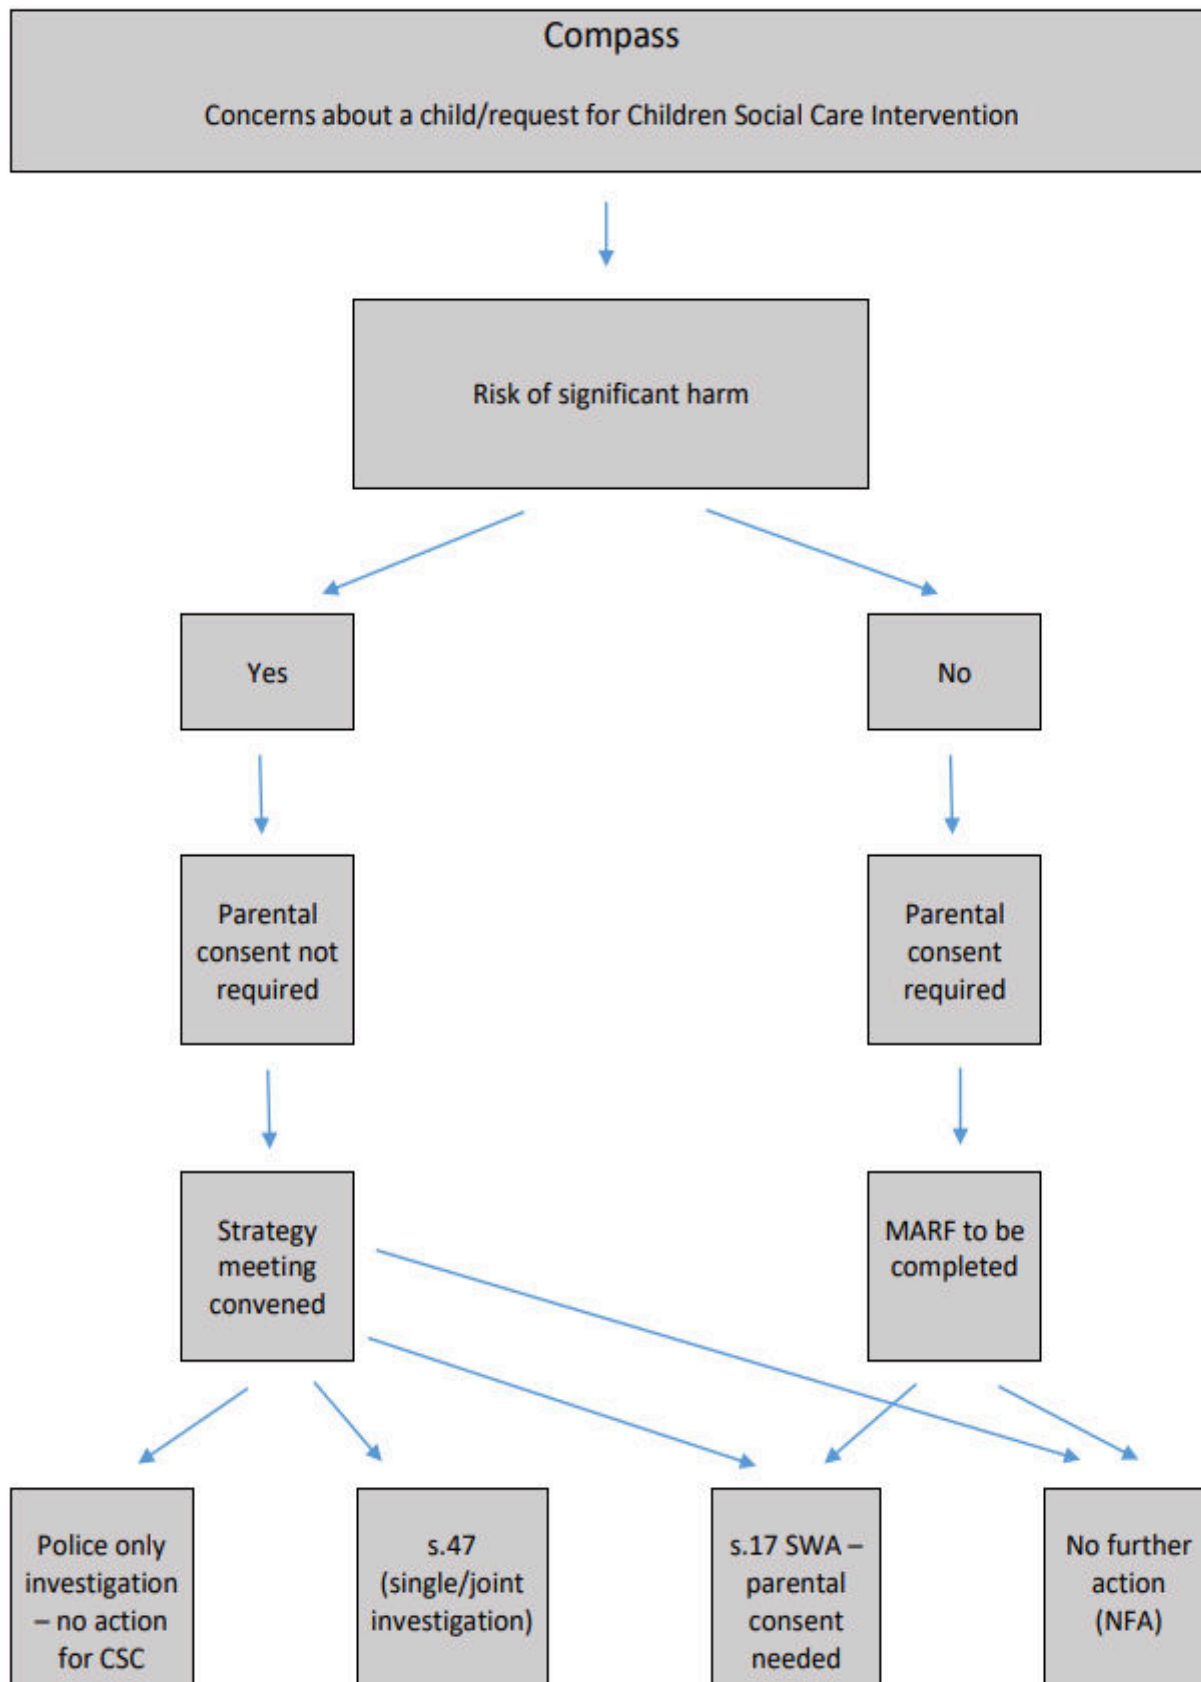 Compass
Concerns about a child/request for Children Social Care Intervention
Risk of significant harm
Yes
No
Parental
consent not
required
Parental
consent
required
Strategy
meeting
convened
MARF to be
completed
Police only
investigation
– no action
for CSC
s.47
(single/joint
investigation)
s.17 SWA –
parental
consent
needed
No further
action
(NFA)